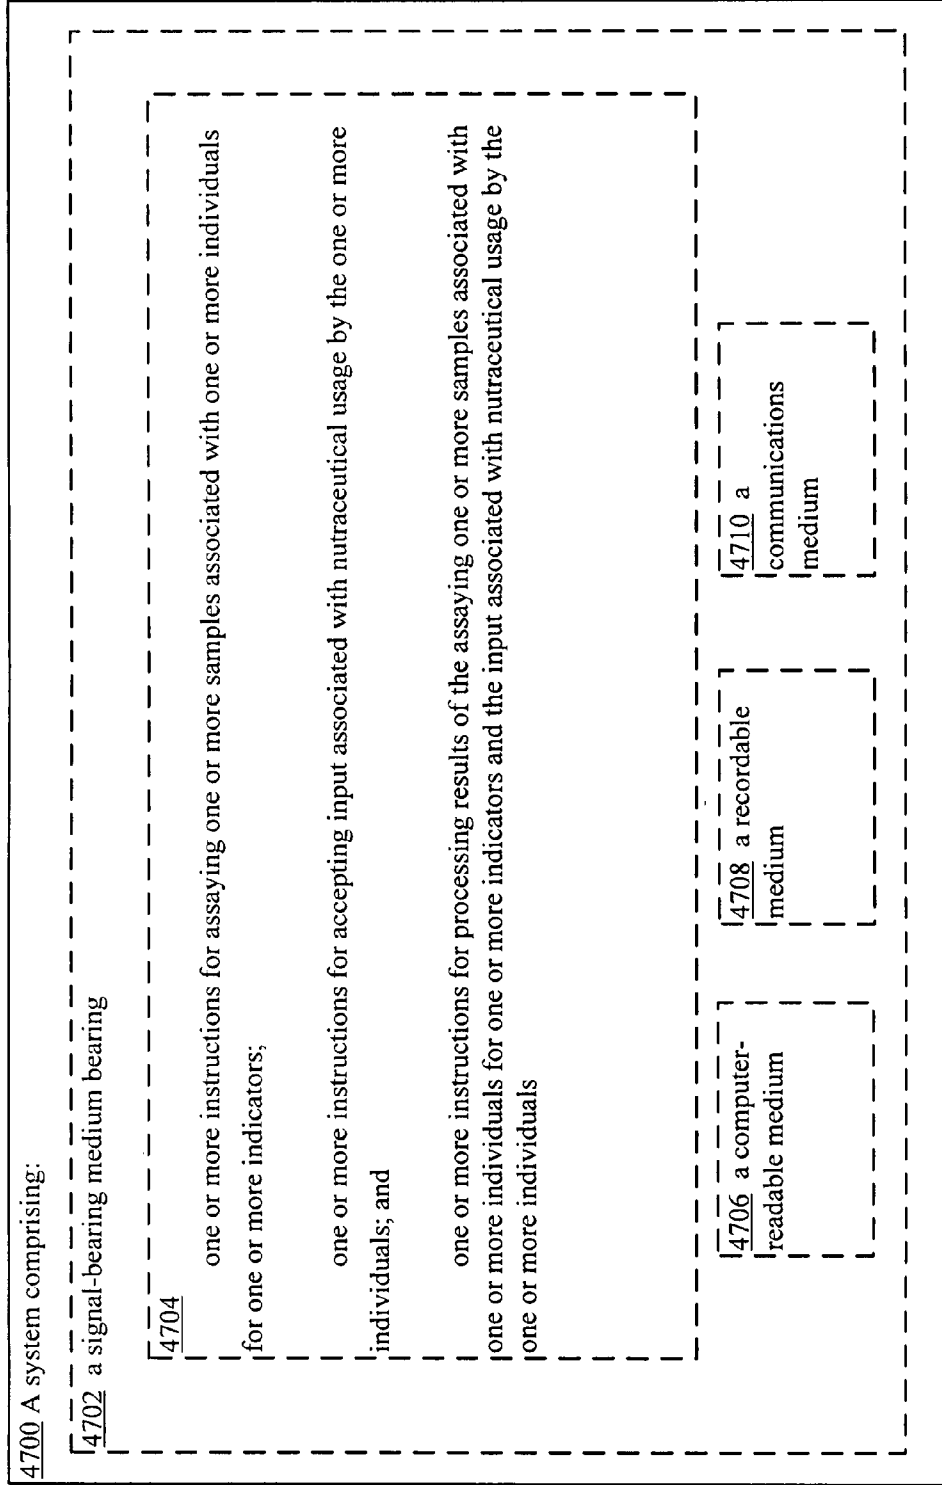 4700 A system comprising:
4702 a signal-bearing medium bearing
4704
one or more instructions for assaying one or more samples associated with one or more individuals
for one or more indicators;
one or more instructions for accepting input associated with nutraceutical usage by the one or more
individuals; and
one or more instructions for processing results of the assaying one or more samples associated with
one or more individuals for one or more indicators and the input associated with nutraceutical usage by the
one or more individuals
4706 a computer-
readable medium
4708 a recordable
medium
4710 a
communications
medium